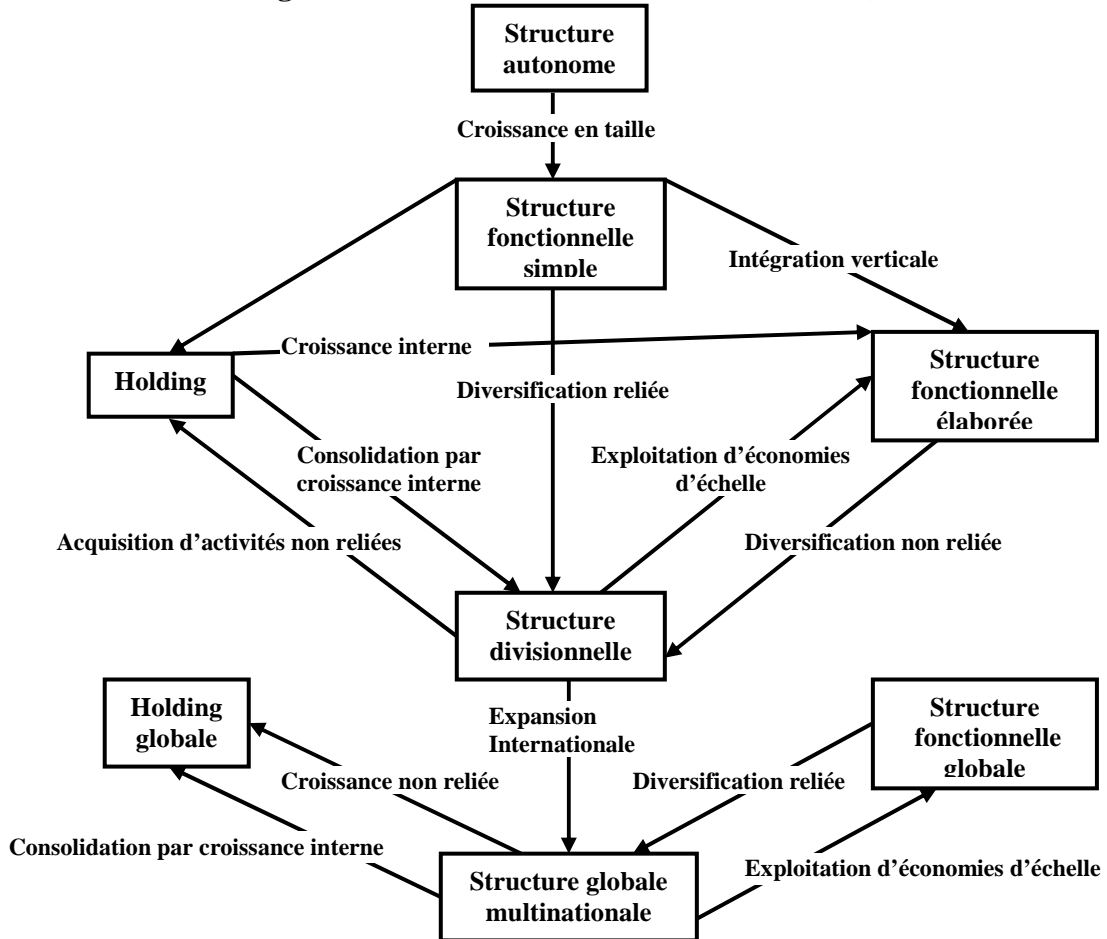 Structure
autonome
Croissance en taille
Structure
fonctionnelle
simple
Intégration verticale
Croissance interne
Holding
Structure
fonctionnelle
élaborée
Diversification reliée
Consolidation par
croissance interne
Exploitation d’économies
d’échelle
Acquisition d’activités non reliées
Diversification non reliée
Structure
divisionnelle
Holding
globale
Expansion
Internationale
Structure
fonctionnelle
globale
Croissance non reliée
Diversification reliée
Consolidation par croissance interne
Exploitation d’économies d’échelle
Structure globale
multinationale